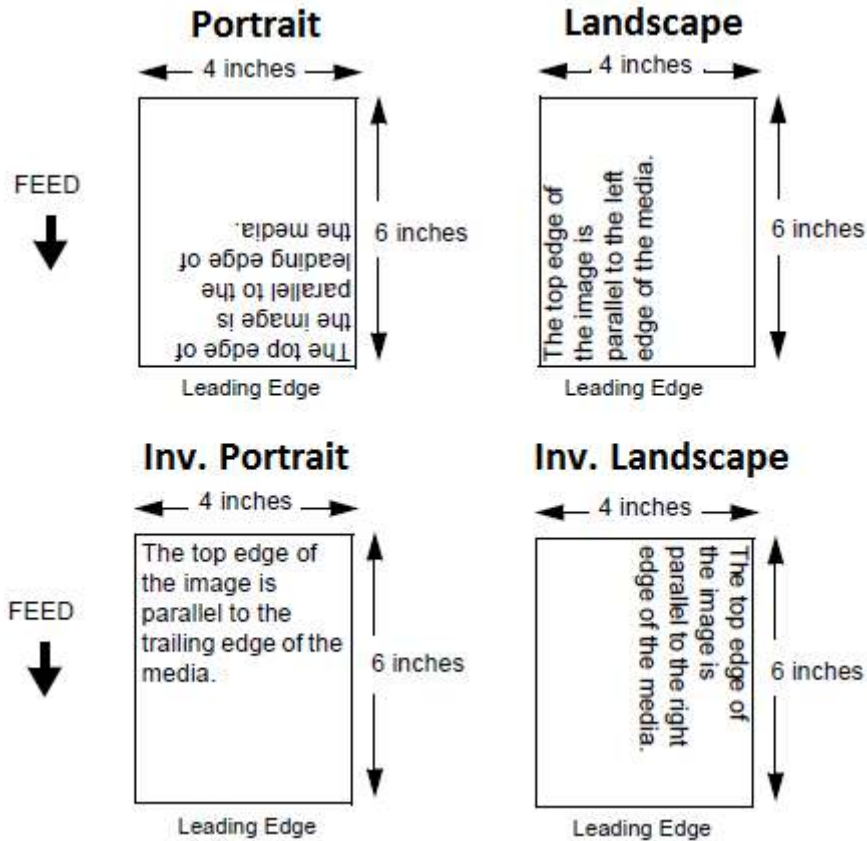 Portrait
4 inches
FEED
6 inches
The top edge of
the image is
parallel to the
leading edge of
the media.
Leading Edge
Landscape
4 inches
6 inches
The top edge of
the image is
parallel to the left
edge of the media.
Leading Edge
Inv. Portrait
4 inches
FEED
The top edge of
the image is
parallel to the
trailing edge of the
media.
6 inches
Leading Edge
Inv. Landscape
4 inches
The top edge of
the image is
parallel to the right
edge of the media.
6 inches
Leading Edge